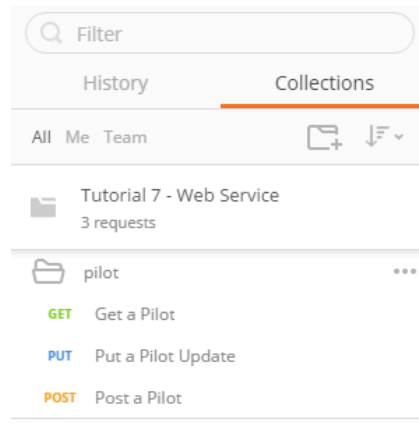 Filter
History Collections
All Me Team
Tutorial 7 - Web Service
3 requests
pilot
GET Get a Pilot
PUT Put a Pilot Update
POST Post a Pilot